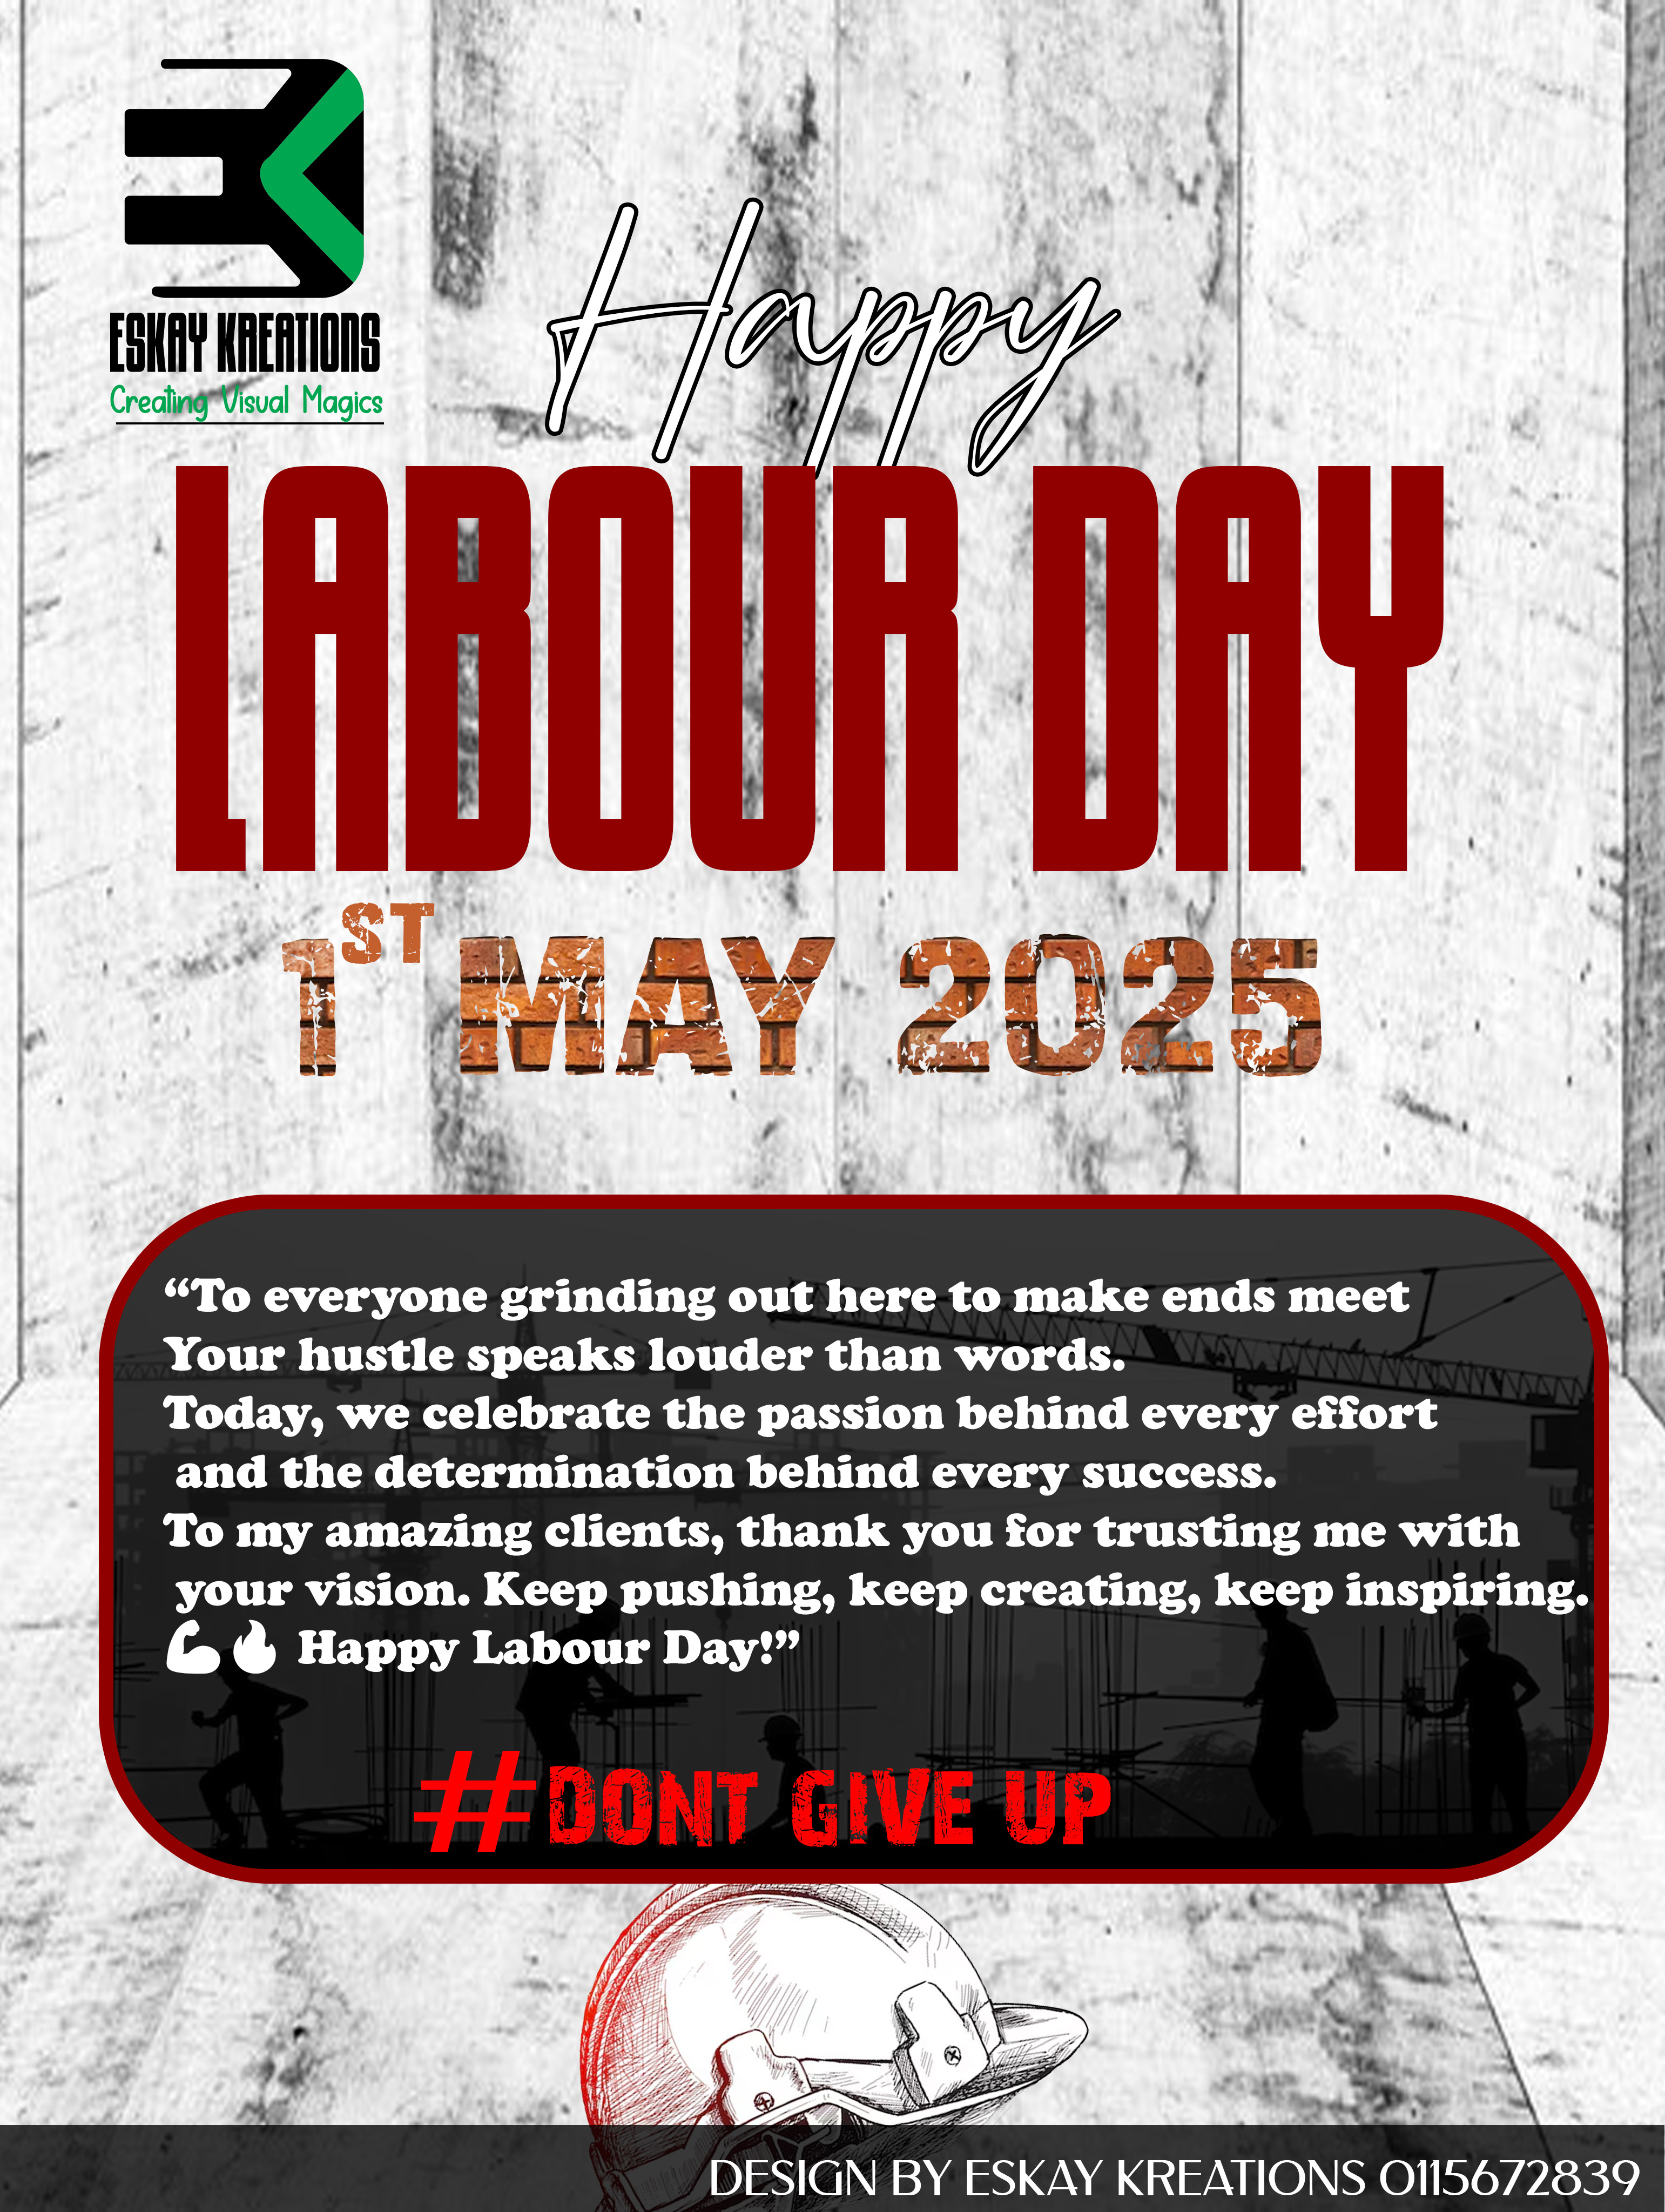 ESKAY KREATIONS
Creating Visual Magics
Happy
LABOUR DAY
1ST MAY 2025
“To everyone grinding out here to make ends meet
Your hustle speaks louder than words.
Today, we celebrate the passion behind every effort
and the determination behind every success.
To my amazing clients, thank you for trusting me with
your vision. Keep pushing, keep creating, keep inspiring.
💪🔥 Happy Labour Day!”
#DONT GIVE UP
DESIGN BY ESKAY KREATIONS 0115672839